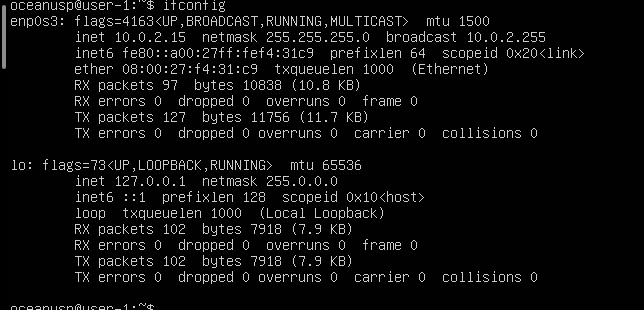 oceanusp@user-1:~$ ifconfig
enp0s3: flags=4163<UP,BROADCAST,RUNNING,MULTICAST>  mtu 1500
        inet 10.0.2.15  netmask 255.255.255.0  broadcast 10.0.2.255
        inet6 fe80::a00:27ff:fef4:31c9  prefixlen 64  scopeid 0x20<link>
        ether 08:00:27:f4:31:c9  txqueuelen 1000  (Ethernet)
        RX packets 97  bytes 10838 (10.8 KB)
        RX errors 0  dropped 0  overruns 0  frame 0
        TX packets 127  bytes 11756 (11.7 KB)
        TX errors 0  dropped 0 overruns 0  carrier 0  collisions 0
lo: flags=73<UP,LOOPBACK,RUNNING>  mtu 65536
        inet 127.0.0.1  netmask 255.0.0.0
        inet6 ::1  prefixlen 128  scopeid 0x10<host>
        loop  txqueuelen 1000  (Local Loopback)
        RX packets 102  bytes 7918 (7.9 KB)
        RX errors 0  dropped 0  overruns 0  frame 0
        TX packets 102  bytes 7918 (7.9 KB)
        TX errors 0  dropped 0 overruns 0  carrier 0  collisions 0
oceanusp@user-1:~$